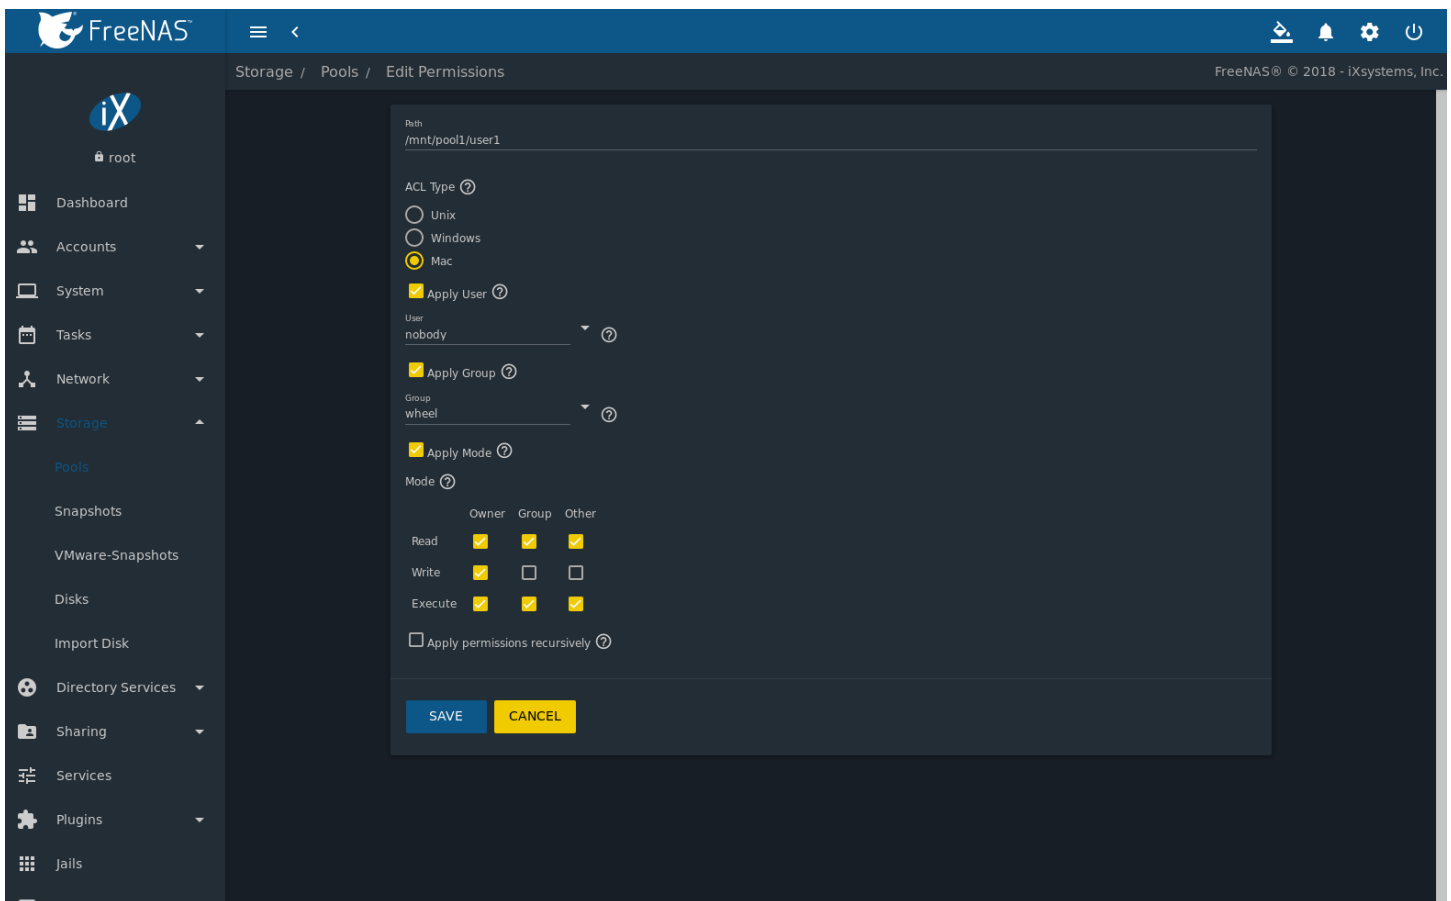 FreeNAS™
Storage / Pools / Edit Permissions
FreeNAS® © 2018 - iXsystems, Inc.
iX
root
Dashboard
Accounts
System
Tasks
Network
Storage
Pools
Snapshots
VMware-Snapshots
Disks
Import Disk
Directory Services
Sharing
Services
Plugins
Jails
Path
/mnt/pool1/user1
ACL Type
Unix
Windows
Mac
Apply User
User
nobody
Apply Group
Group
wheel
Apply Mode
Mode
Owner Group Other
Read
Write
Execute
Apply permissions recursively
SAVE CANCEL